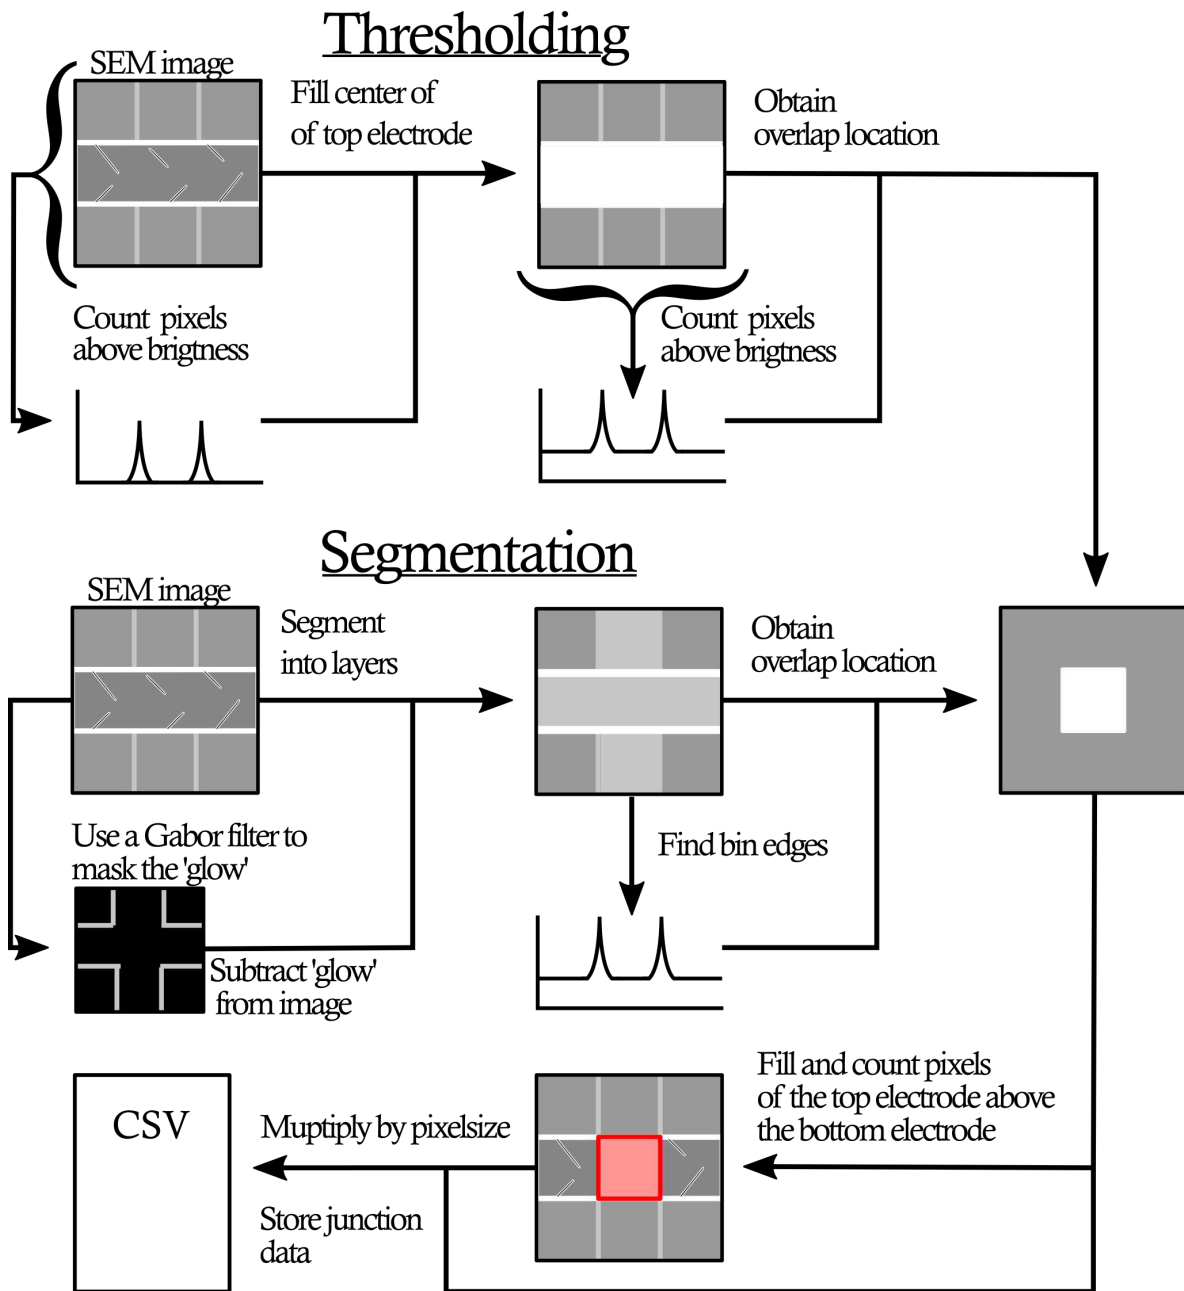 Thresholding
SEM image
Fill center of
of top electrode
Obtain
overlap location
Count pixels
above brigtness
Count pixels
above brigtness
Segmentation
SEM image
Segment
into layers
Obtain
overlap location
Use a Gabor filter to
mask the 'glow'
Find bin edges
Subtract 'glow'
from image
Fill and count pixels
of the top electrode above
the bottom electrode
CSV
Muptiply by pixelsize
Store junction
data